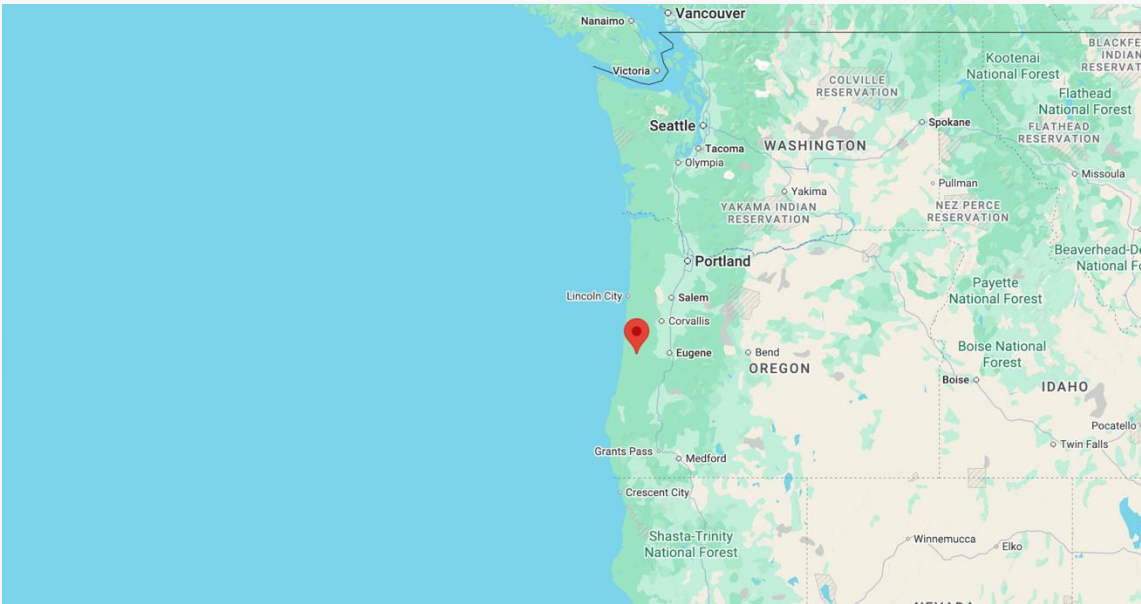 Vancouver
Nanaimo
Victoria
Seattle
Tacoma
Olympia
WASHINGTON
COLVILLE
RESERVATION
Spokane
Kootenai
National Forest
BLACKFE
INDIAN
RESERVAT
Flathead
National Forest
FLATHEAD
RESERVATION
Missoula
Pullman
Yakima
YAKAMA INDIAN
RESERVATION
NEZ PERCE
RESERVATION
Portland
Beaverhead-De
National Fo
Lincoln City
Salem
Payette
National Forest
Corvallis
Eugene
Bend
OREGON
Boise National
Forest
Boise
IDAHO
Pocatello
Twin Falls
Grants Pass
Medford
Crescent City
Shasta-Trinity
National Forest
Winnemucca
Elko
NEVADA